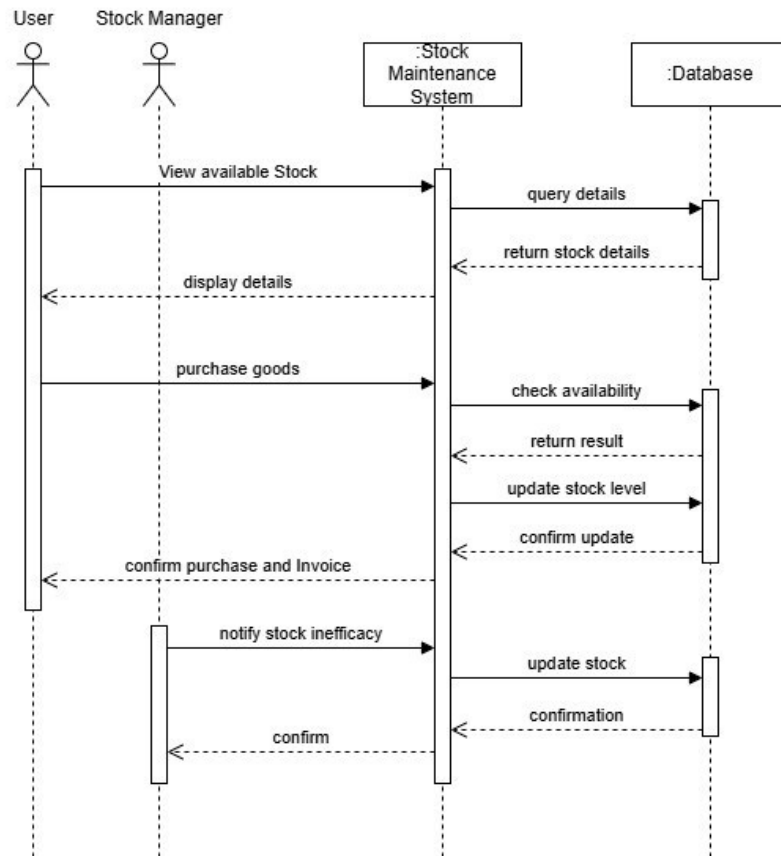 User
Stock Manager
:Stock
Maintenance
System
:Database
View available Stock
query details
return stock details
display details
purchase goods
check availability
return result
update stock level
confirm update
confirm purchase and Invoice
notify stock inefficacy
update stock
confirmation
confirm